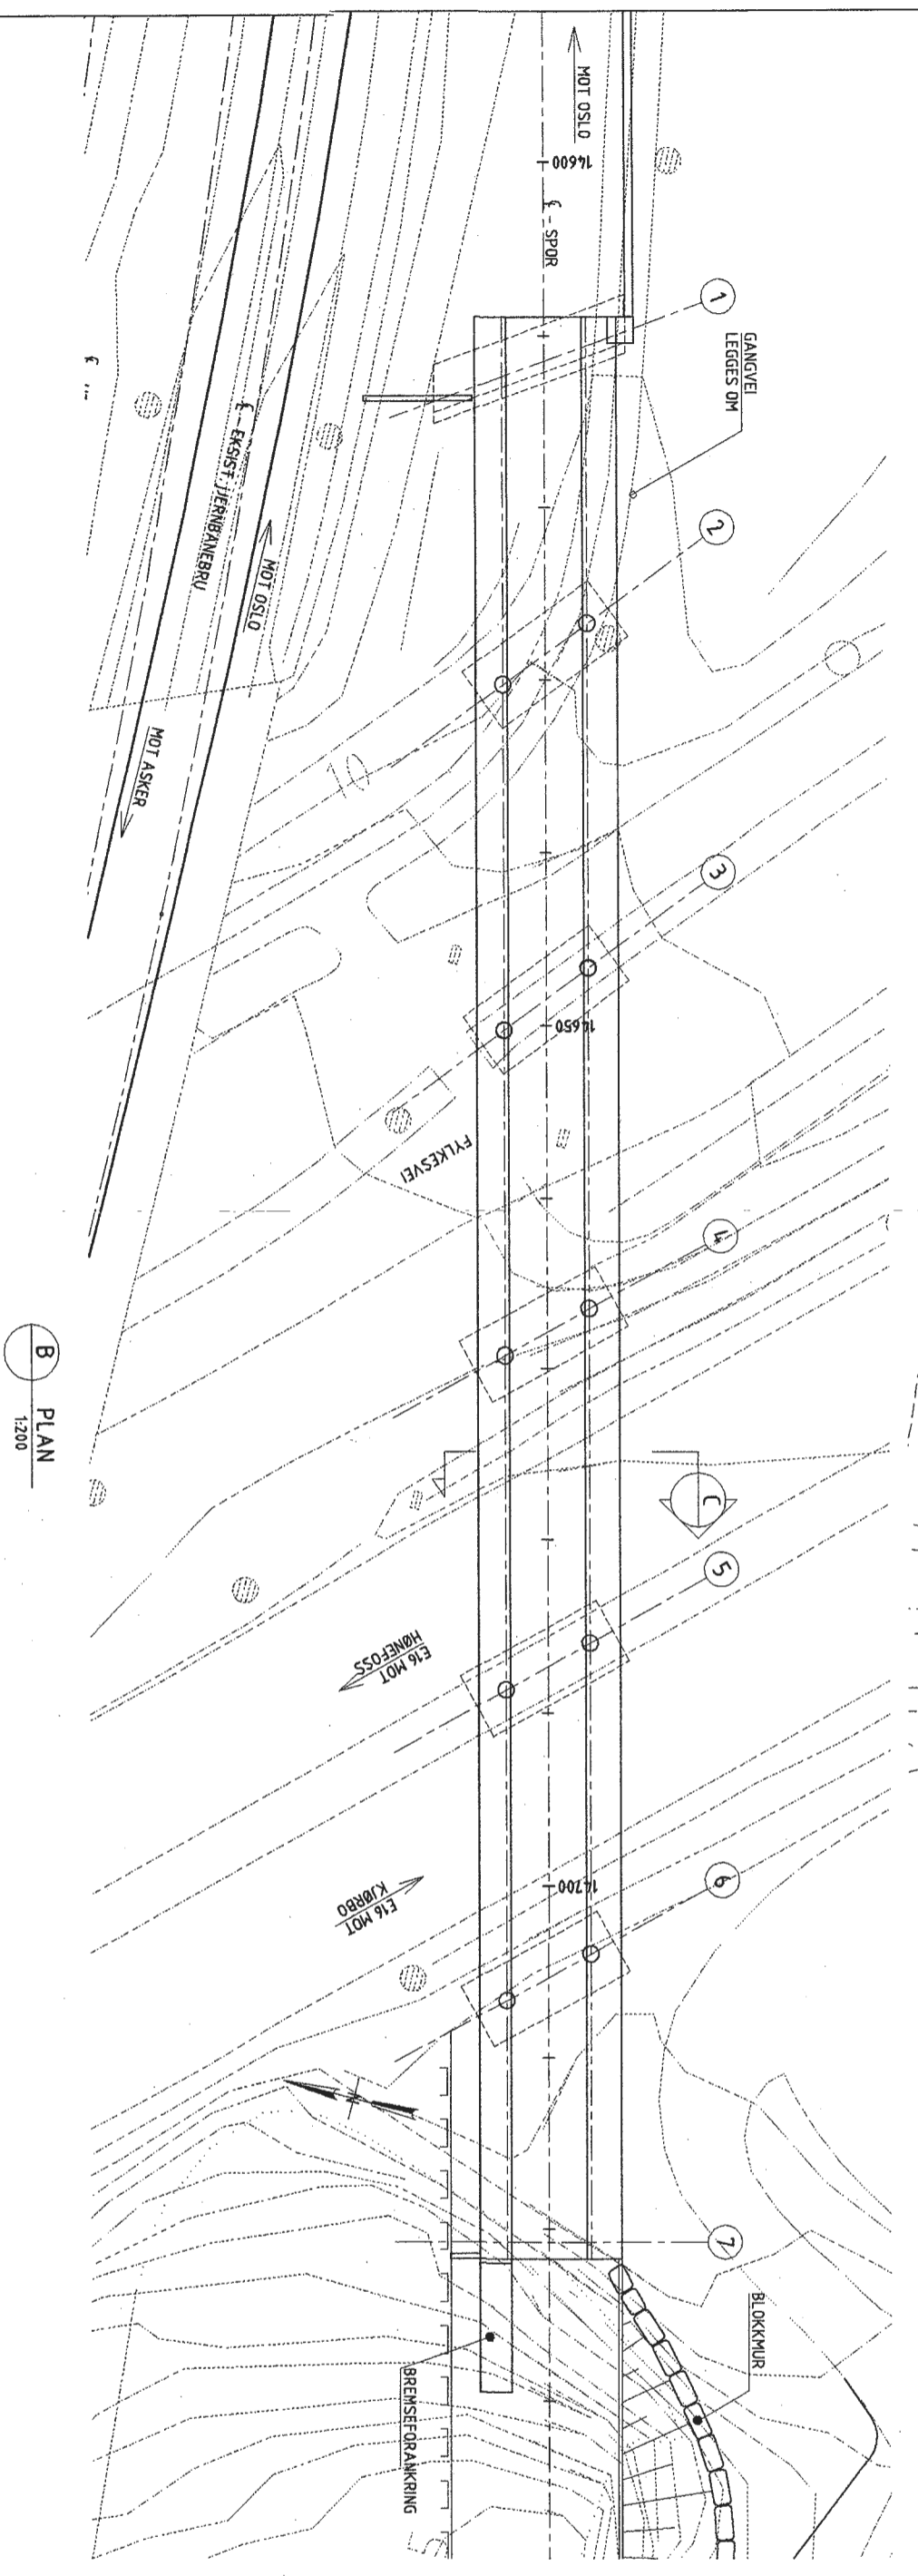 MOT OSLO
14600
℄ - SPOR
1
GANGVEI
LEGGES OM
℄ - EKSIST. JERNBANEBRU
MOT OSLO
2
MOT ASKER
10
3
14650
FYLKESVEI
4
B
PLAN
1:200
C
5
E16 MOT
HØNEFOSS
6
14700
E16 MOT
KJØRBO
N
7
BLOKKMUR
BREMSEFORANKRING
5